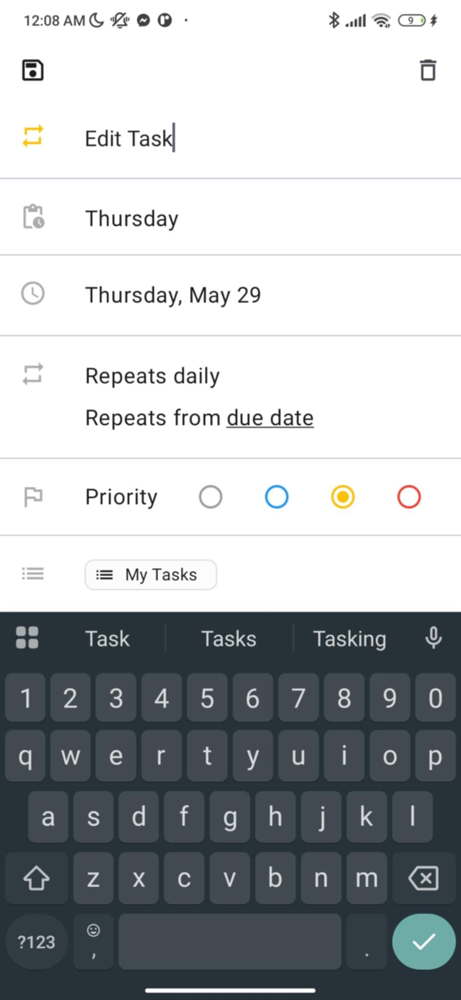 12:08 AM
9
Edit Task
Thursday
Thursday, May 29
Repeats daily
Repeats from due date
Priority
My Tasks
Task Tasks Tasking
1 2 3 4 5 6 7 8 9 0
q w e r t y u i o p
a s d f g h j k l
z x c v b n m
?123 , .